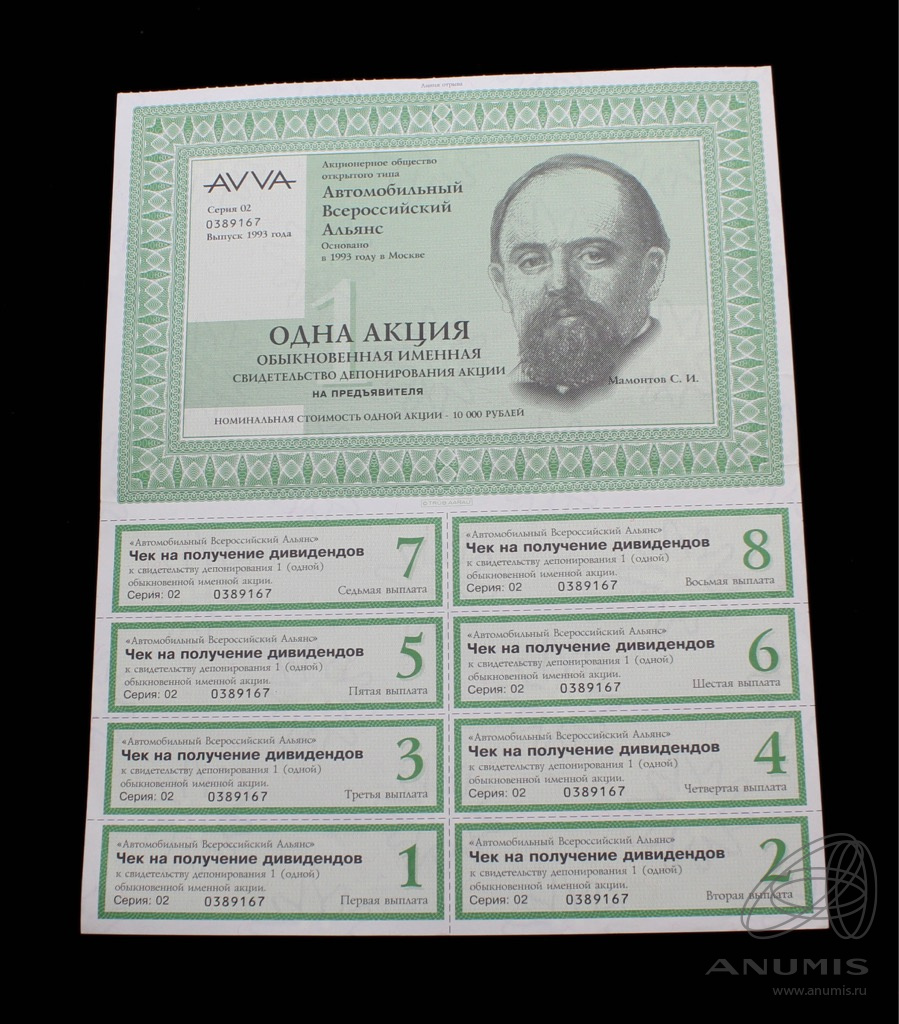 Линия отрыва
AVVA
Серия 02
0389167
Выпуск 1993 года
Акционерное общество
открытого типа
Автомобильный
Всероссийский
Альянс
Основано
в 1993 году в Москве
1
ОДНА АКЦИЯ
ОБЫКНОВЕННАЯ ИМЕННАЯ
СВИДЕТЕЛЬСТВО ДЕПОНИРОВАНИЯ АКЦИИ
НА ПРЕДЪЯВИТЕЛЯ
НОМИНАЛЬНАЯ СТОИМОСТЬ ОДНОЙ АКЦИИ - 10 000 РУБЛЕЙ
Мамонтов С. И.
«Автомобильный Всероссийский Альянс»
Чек на получение дивидендов
к свидетельству депонирования 1 (одной)
обыкновенной именной акции.
Серия: 02 0389167
7
Седьмая выплата
«Автомобильный Всероссийский Альянс»
Чек на получение дивидендов
к свидетельству депонирования 1 (одной)
обыкновенной именной акции.
Серия: 02 0389167
8
Восьмая выплата
«Автомобильный Всероссийский Альянс»
Чек на получение дивидендов
к свидетельству депонирования 1 (одной)
обыкновенной именной акции.
Серия: 02 0389167
5
Пятая выплата
«Автомобильный Всероссийский Альянс»
Чек на получение дивидендов
к свидетельству депонирования 1 (одной)
обыкновенной именной акции.
Серия: 02 0389167
6
Шестая выплата
«Автомобильный Всероссийский Альянс»
Чек на получение дивидендов
к свидетельству депонирования 1 (одной)
обыкновенной именной акции.
Серия: 02 0389167
3
Третья выплата
«Автомобильный Всероссийский Альянс»
Чек на получение дивидендов
к свидетельству депонирования 1 (одной)
обыкновенной именной акции.
Серия: 02 0389167
4
Четвертая выплата
«Автомобильный Всероссийский Альянс»
Чек на получение дивидендов
к свидетельству депонирования 1 (одной)
обыкновенной именной акции.
Серия: 02 0389167
1
Первая выплата
«Автомобильный Всероссийский Альянс»
Чек на получение дивидендов
к свидетельству депонирования 1 (одной)
обыкновенной именной акции.
Серия: 02 0389167
2
Вторая выплата
ANUMIS
www.anumis.ru